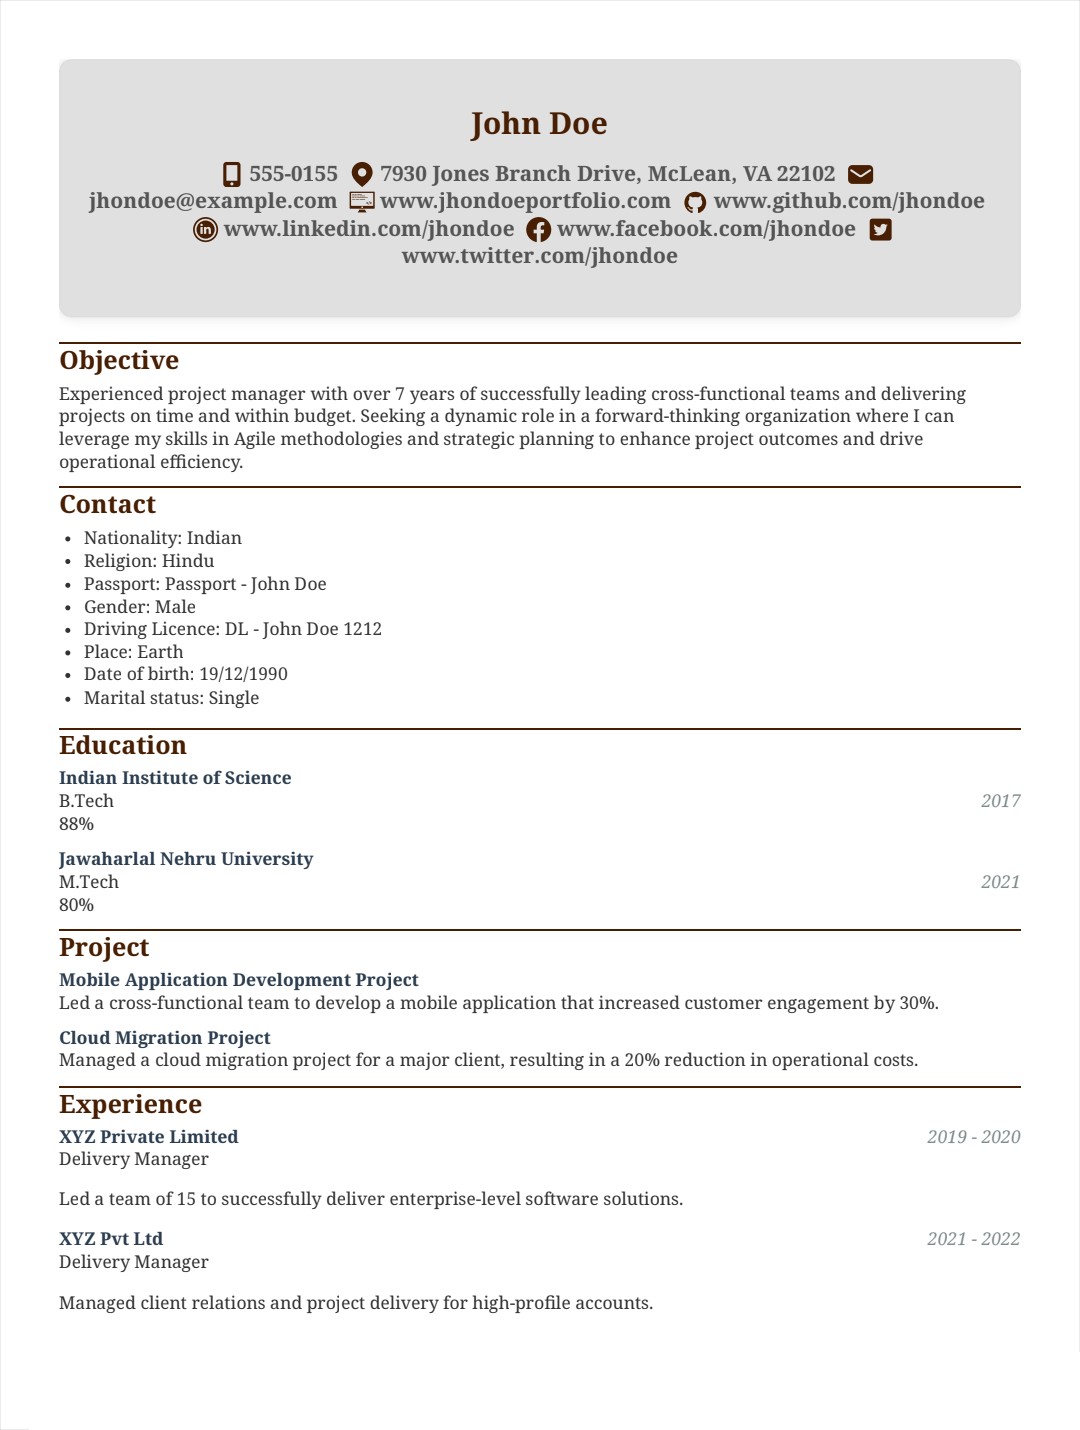 John Doe
555-0155 7930 Jones Branch Drive, McLean, VA 22102
jhondoe@example.com www.jhondoeportfolio.com www.github.com/jhondoe
www.linkedin.com/jhondoe www.facebook.com/jhondoe
www.twitter.com/jhondoe
Objective
Experienced project manager with over 7 years of successfully leading cross-functional teams and delivering
projects on time and within budget. Seeking a dynamic role in a forward-thinking organization where I can
leverage my skills in Agile methodologies and strategic planning to enhance project outcomes and drive
operational efficiency.
Contact
• Nationality: Indian
• Religion: Hindu
• Passport: Passport - John Doe
• Gender: Male
• Driving Licence: DL - John Doe 1212
• Place: Earth
• Date of birth: 19/12/1990
• Marital status: Single
Education
Indian Institute of Science
B.Tech 2017
88%
Jawaharlal Nehru University
M.Tech 2021
80%
Project
Mobile Application Development Project
Led a cross-functional team to develop a mobile application that increased customer engagement by 30%.
Cloud Migration Project
Managed a cloud migration project for a major client, resulting in a 20% reduction in operational costs.
Experience
XYZ Private Limited 2019 - 2020
Delivery Manager
Led a team of 15 to successfully deliver enterprise-level software solutions.
XYZ Pvt Ltd 2021 - 2022
Delivery Manager
Managed client relations and project delivery for high-profile accounts.